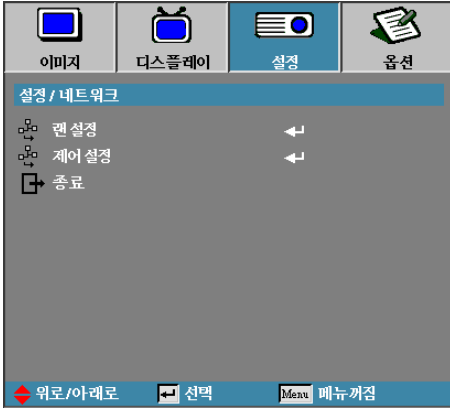 이미지 디스플레이 설정 옵션
설정 / 네트워크
랜 설정
제어 설정
종료
위로/아래로 선택 Menu 메뉴꺼짐